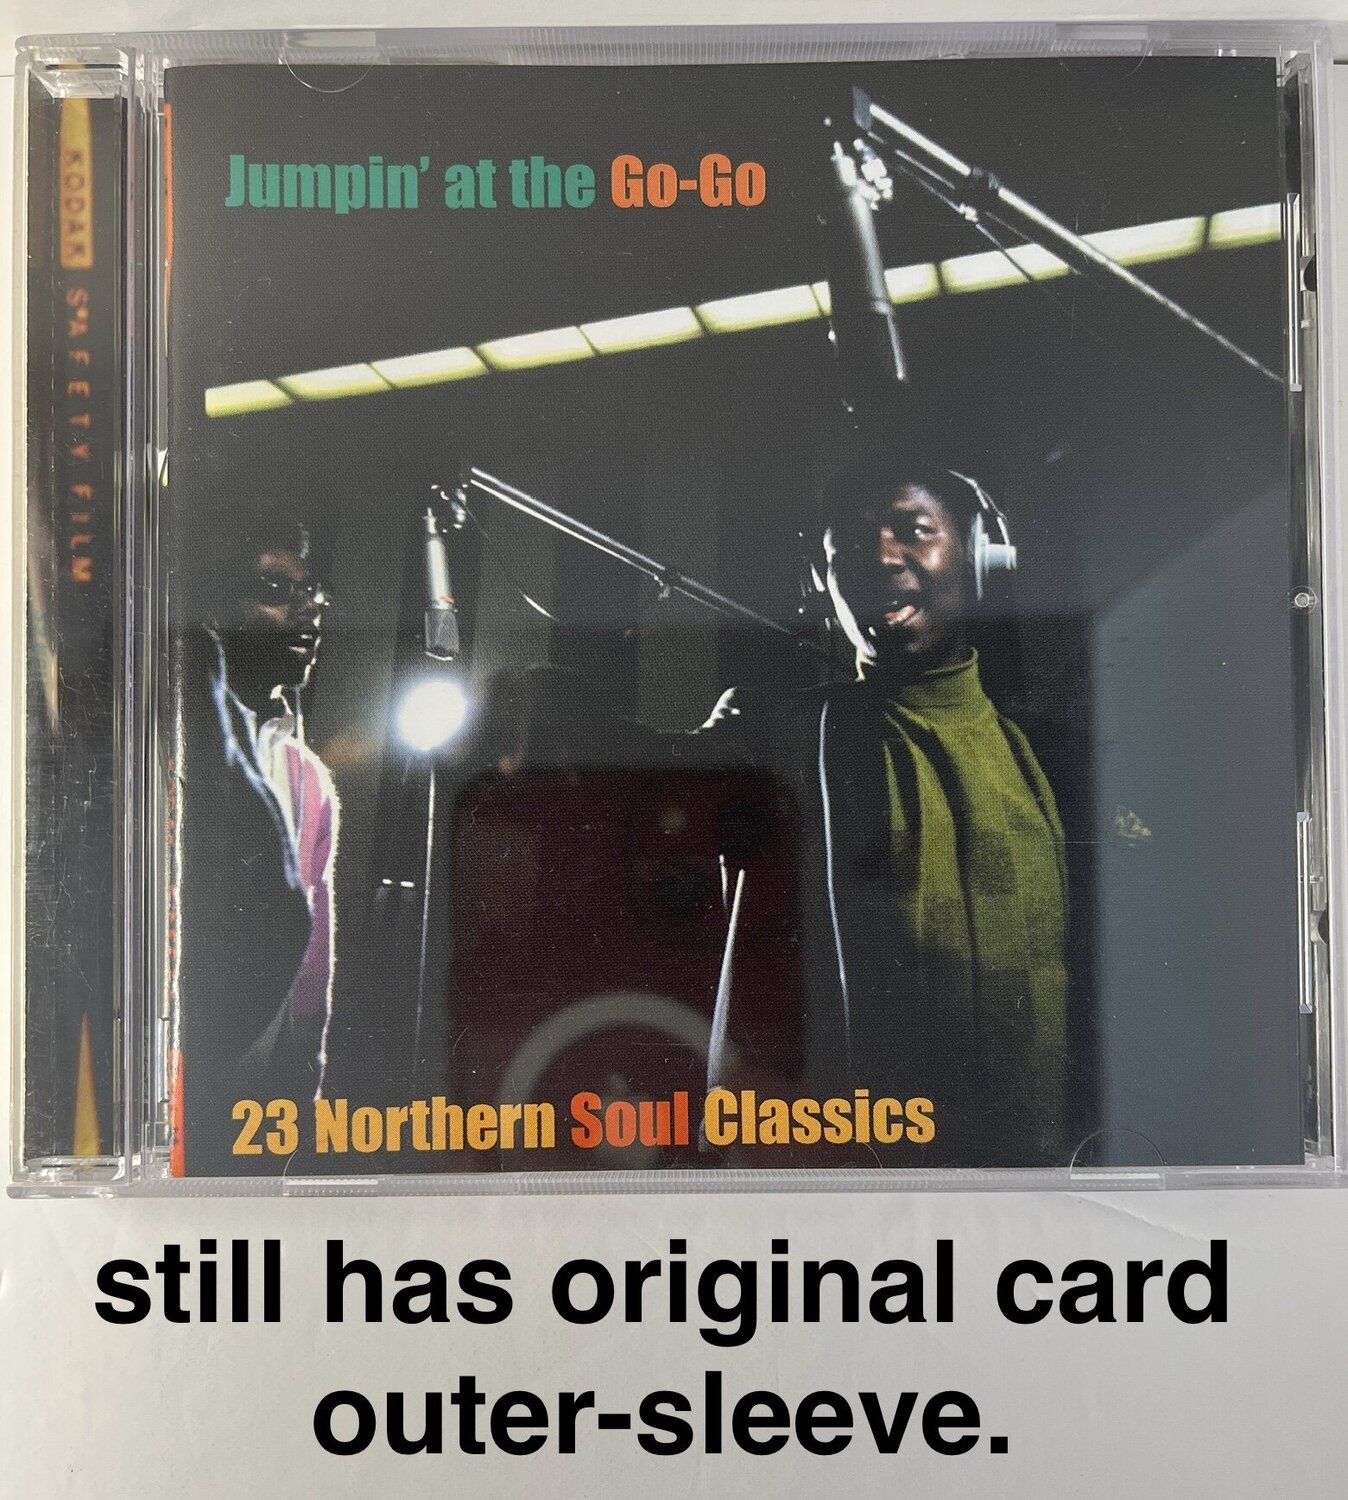 Jumpin' at the Go-Go
KODAK SAFETY FILM
23 Northern Soul Classics
still has original card
outer-sleeve.